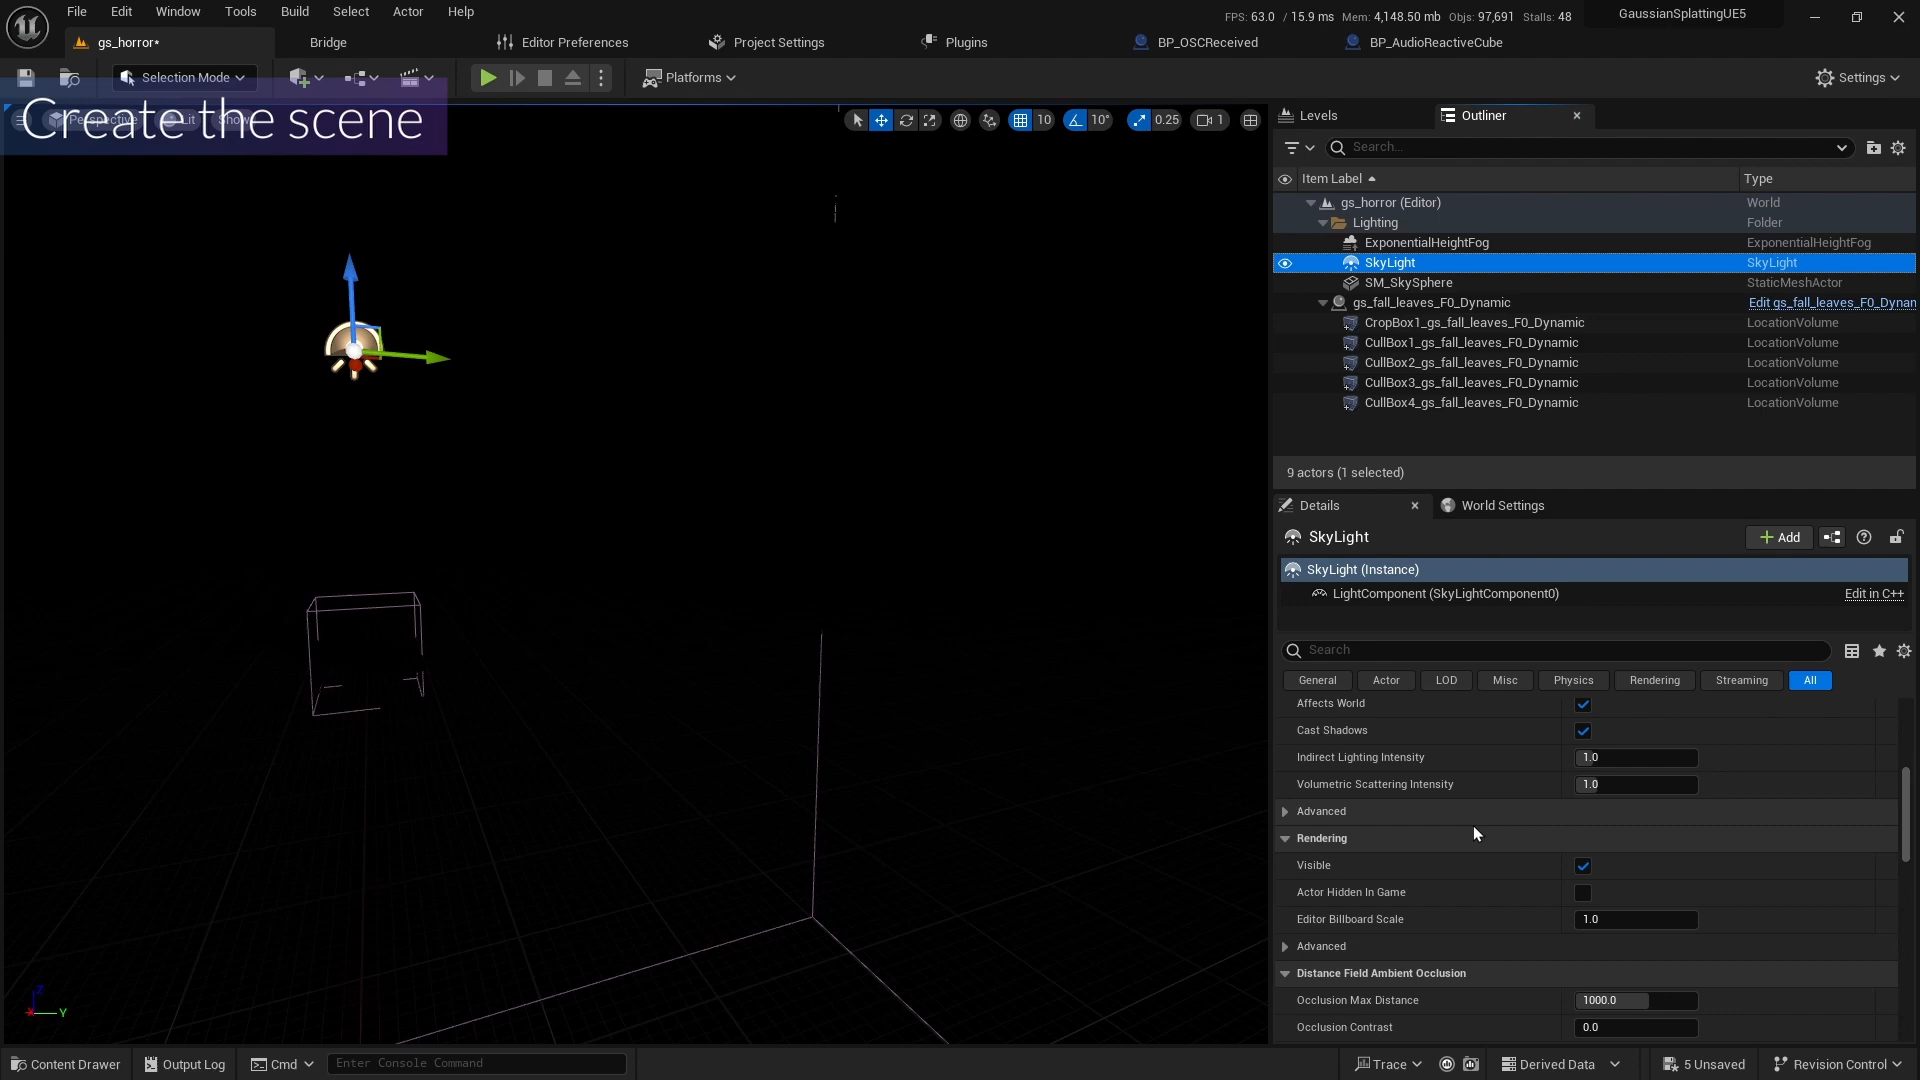 File Edit Window Tools Build Select Actor Help
FPS: 63.0 / 15.9 ms Mem: 4,148.50 mb Objs: 97,691 Stalls: 48
GaussianSplattingUE5
gs_horror* Bridge Editor Preferences Project Settings Plugins BP_OSCReceived BP_AudioReactiveCube
Selection Mode Platforms Settings
Create the scene
Perspective Lit Show
10 10° 0.25 1
Levels Outliner
Search...
Item Label Type
gs_horror (Editor) World
Lighting Folder
ExponentialHeightFog ExponentialHeightFog
SkyLight SkyLight
SM_SkySphere StaticMeshActor
gs_fall_leaves_F0_Dynamic Edit gs_fall_leaves_F0_Dynan
CropBox1_gs_fall_leaves_F0_Dynamic LocationVolume
CullBox1_gs_fall_leaves_F0_Dynamic LocationVolume
CullBox2_gs_fall_leaves_F0_Dynamic LocationVolume
CullBox3_gs_fall_leaves_F0_Dynamic LocationVolume
CullBox4_gs_fall_leaves_F0_Dynamic LocationVolume
9 actors (1 selected)
Details World Settings
SkyLight Add
SkyLight (Instance)
LightComponent (SkyLightComponent0) Edit in C++
Search
General Actor LOD Misc Physics Rendering Streaming All
Affects World
Cast Shadows
Indirect Lighting Intensity 1.0
Volumetric Scattering Intensity 1.0
Advanced
Rendering
Visible
Actor Hidden In Game
Editor Billboard Scale 1.0
Advanced
Distance Field Ambient Occlusion
Occlusion Max Distance 1000.0
Occlusion Contrast 0.0
Z
X Y
Content Drawer Output Log Cmd Enter Console Command Trace Derived Data 5 Unsaved Revision Control